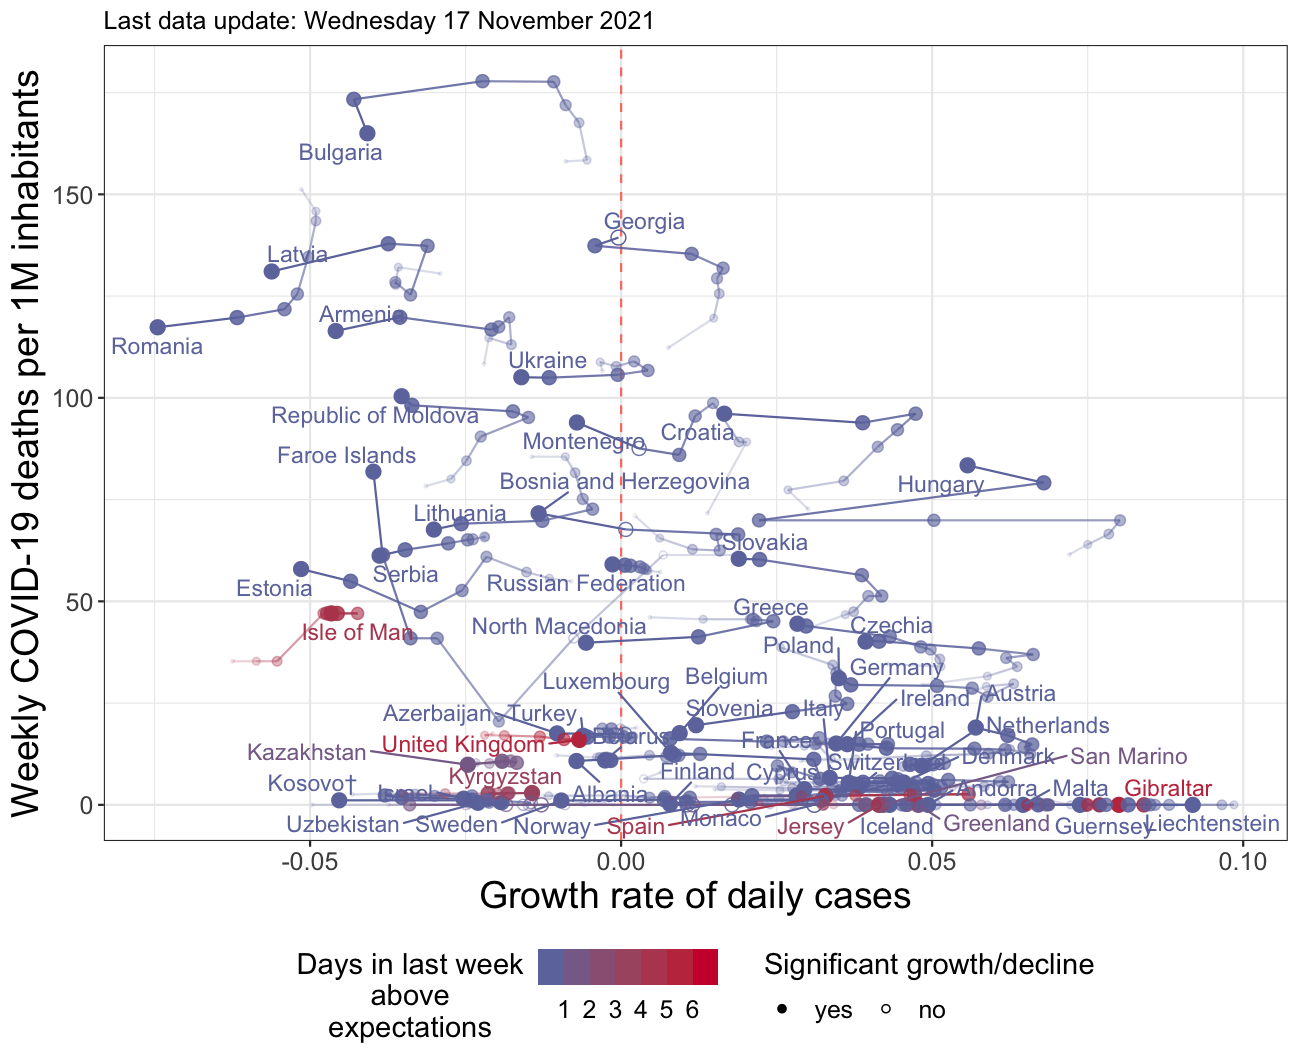 Last data update: Wednesday 17 November 2021
Weekly COVID-19 deaths per 1M inhabitants
150
100
50
0
Bulgaria
Georgia
Latvia
Armenia
Romania
Ukraine
Republic of Moldova
Montenegro
Croatia
Faroe Islands
Bosnia and Herzegovina
Hungary
Lithuania
Slovakia
Serbia
Estonia
Russian Federation
Greece
Isle of Man
North Macedonia
Czechia
Poland
Germany
Luxembourg
Belgium
Ireland
Austria
Azerbaijan
Turkey
Slovenia
Italy
Portugal
Netherlands
Kazakhstan
United Kingdom
Belarus
France
Denmark
San Marino
Kosovo†
Kyrgyzstan
Finland
Cyprus
Switzerland
Israel
Albania
Andorra
Malta
Gibraltar
Uzbekistan
Sweden
Norway
Spain
Monaco
Jersey
Iceland
Greenland
Guernsey
Liechtenstein
-0.05
0.00
0.05
0.10
Growth rate of daily cases
Days in last week
above
expectations
1 2 3 4 5 6
Significant growth/decline
yes
no